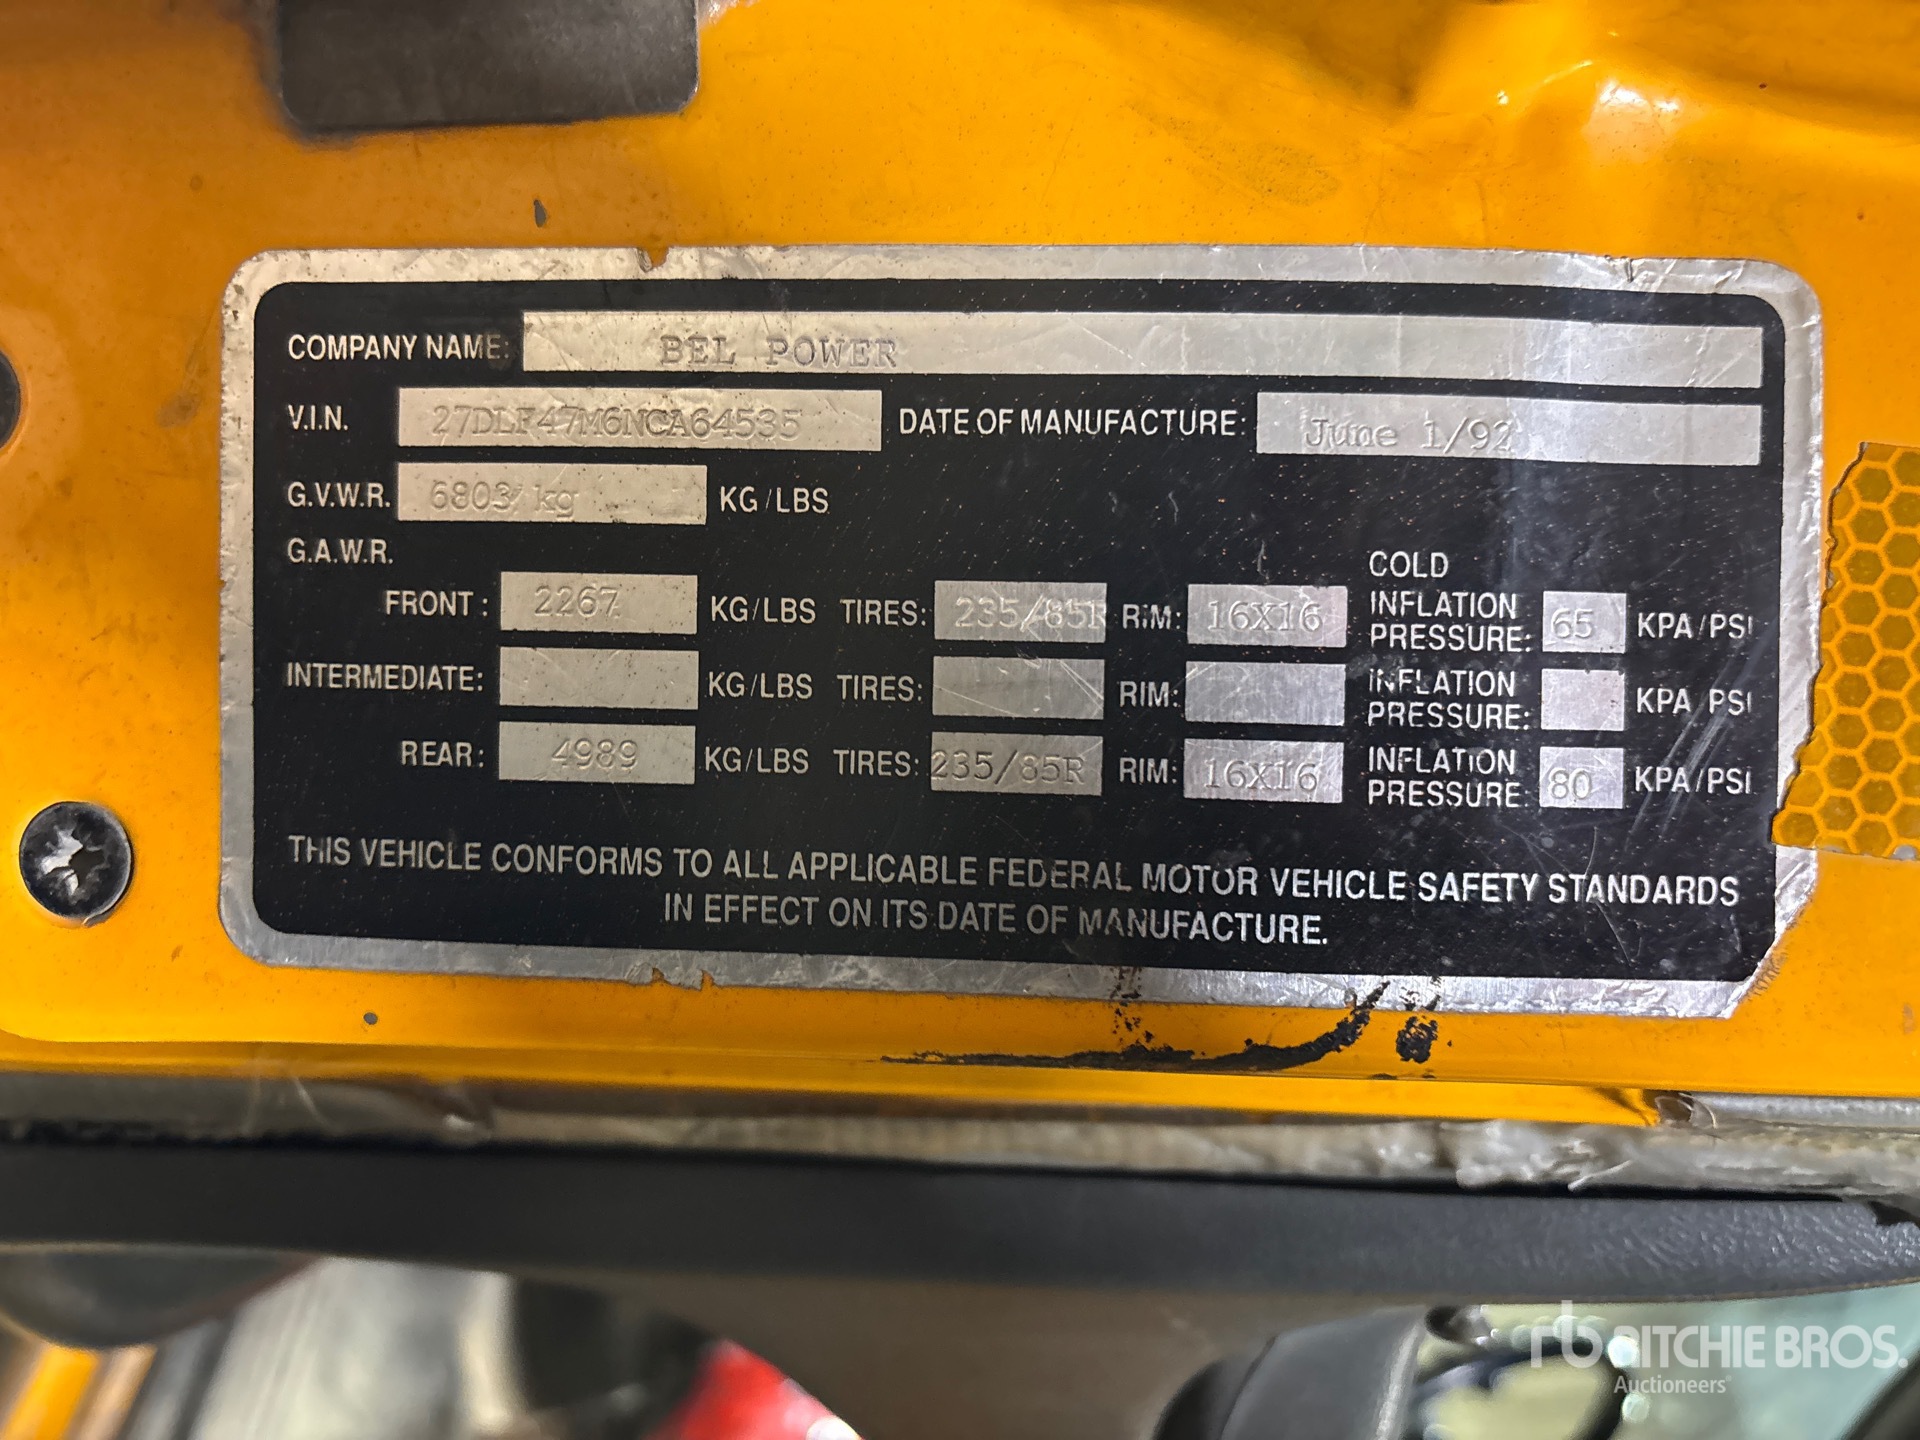 COMPANY NAME: BEL POWER
V.I.N. 27DLF47M6NCA64535 DATE OF MANUFACTURE: June 1/92
G.V.W.R. 6803 kg KG/LBS
G.A.W.R.
FRONT: 2267 KG/LBS TIRES: 235/85R RIM: 16X16 COLD INFLATION PRESSURE: 65 KPA/PSI
INTERMEDIATE: KG/LBS TIRES: RIM: INFLATION PRESSURE: KPA/PSI
REAR: 4989 KG/LBS TIRES: 235/85R RIM: 16X16 INFLATION PRESSURE: 80 KPA/PSI
THIS VEHICLE CONFORMS TO ALL APPLICABLE FEDERAL MOTOR VEHICLE SAFETY STANDARDS
IN EFFECT ON ITS DATE OF MANUFACTURE.
rb RITCHIE BROS.
Auctioneers